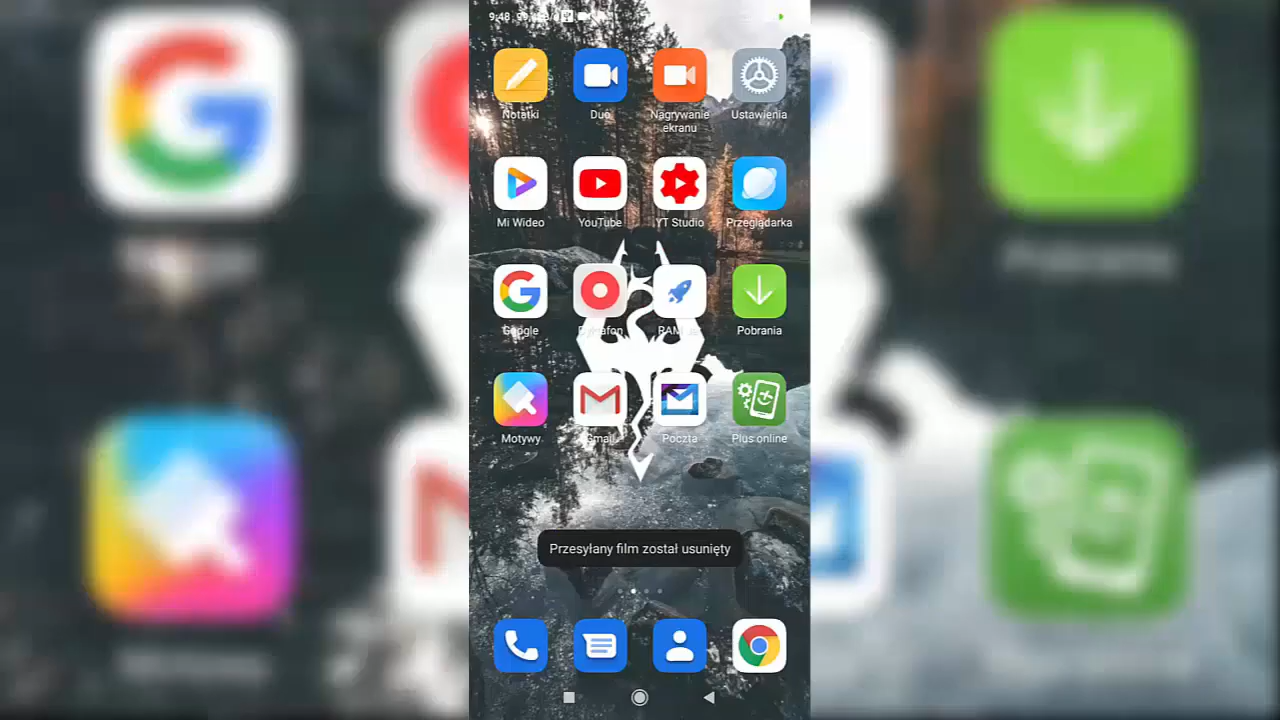 9:48
Notatki
Duo
Nagrywanie
ekranu
Ustawienia
Mi Wideo
YouTube
YT Studio
Przeglądarka
Google
Dyktafon
Pobrania
Motywy
Gmail
Poczta
Plus online
Przesyłany film został usunięty